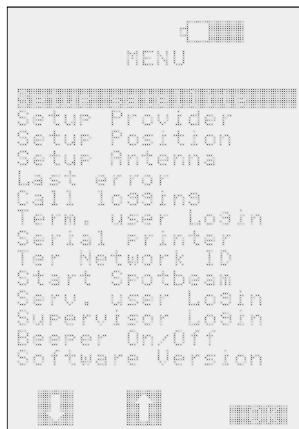 MENU
Setup Provider
Setup Position
Setup Antenna
Last error
Call logging
Term. user Login
Serial printer
Ter Network ID
Start Spotbeam
Serv. user Login
Supervisor Login
Beeper On/Off
Software Version
OK